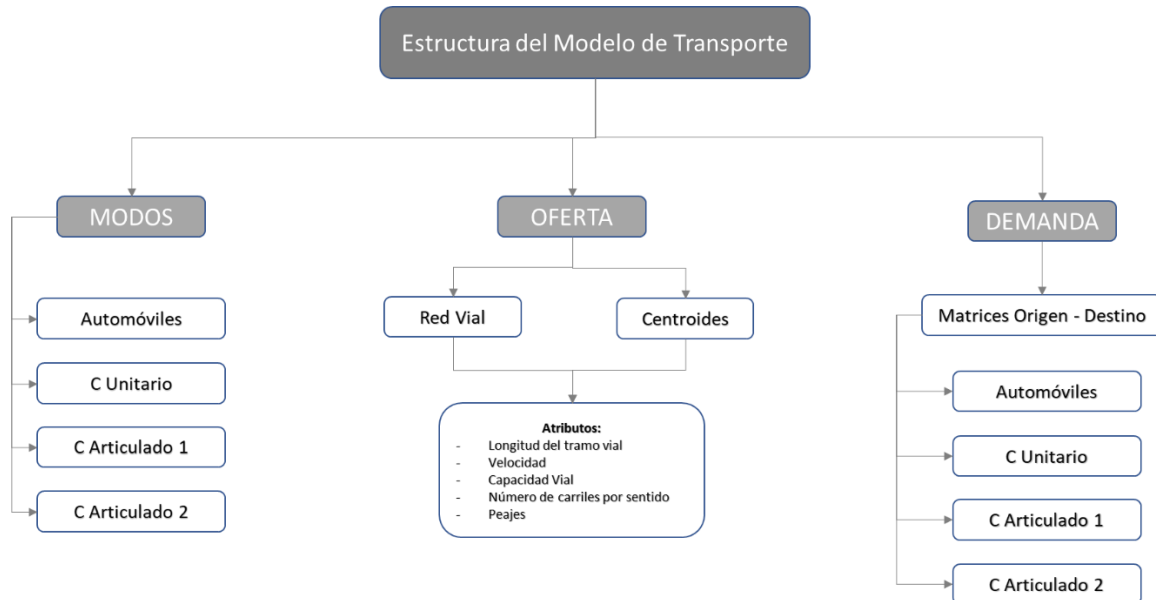 Estructura del Modelo de Transporte
MODOS
OFERTA
DEMANDA
Automóviles
C Unitario
C Articulado 1
C Articulado 2
Red Vial
Centroides
Atributos:
- Longitud del tramo vial
- Velocidad
- Capacidad Vial
- Número de carriles por sentido
- Peajes
Matrices Origen - Destino
Automóviles
C Unitario
C Articulado 1
C Articulado 2